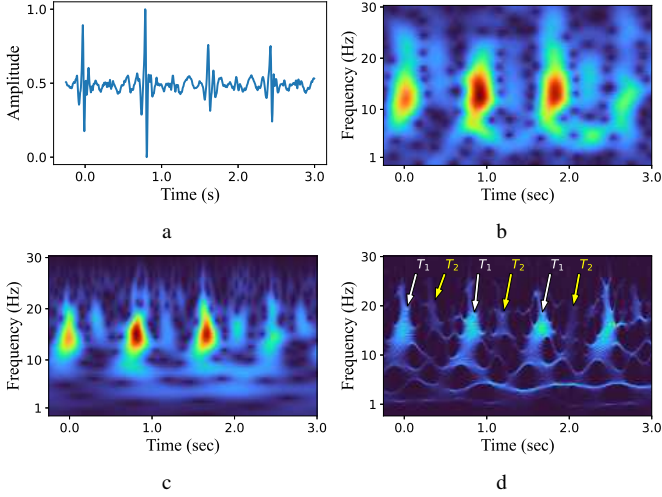 1.0
0.5
0.0
Amplitude
0.0 1.0 2.0 3.0
Time (s)
a
30
20
10
1
Frequency (Hz)
0.0 1.0 2.0 3.0
Time (sec)
b
30
20
10
1
Frequency (Hz)
0.0 1.0 2.0 3.0
Time (sec)
c
30
20
10
1
Frequency (Hz)
T₁ T₂ T₁ T₂ T₁ T₂
0.0 1.0 2.0 3.0
Time (sec)
d